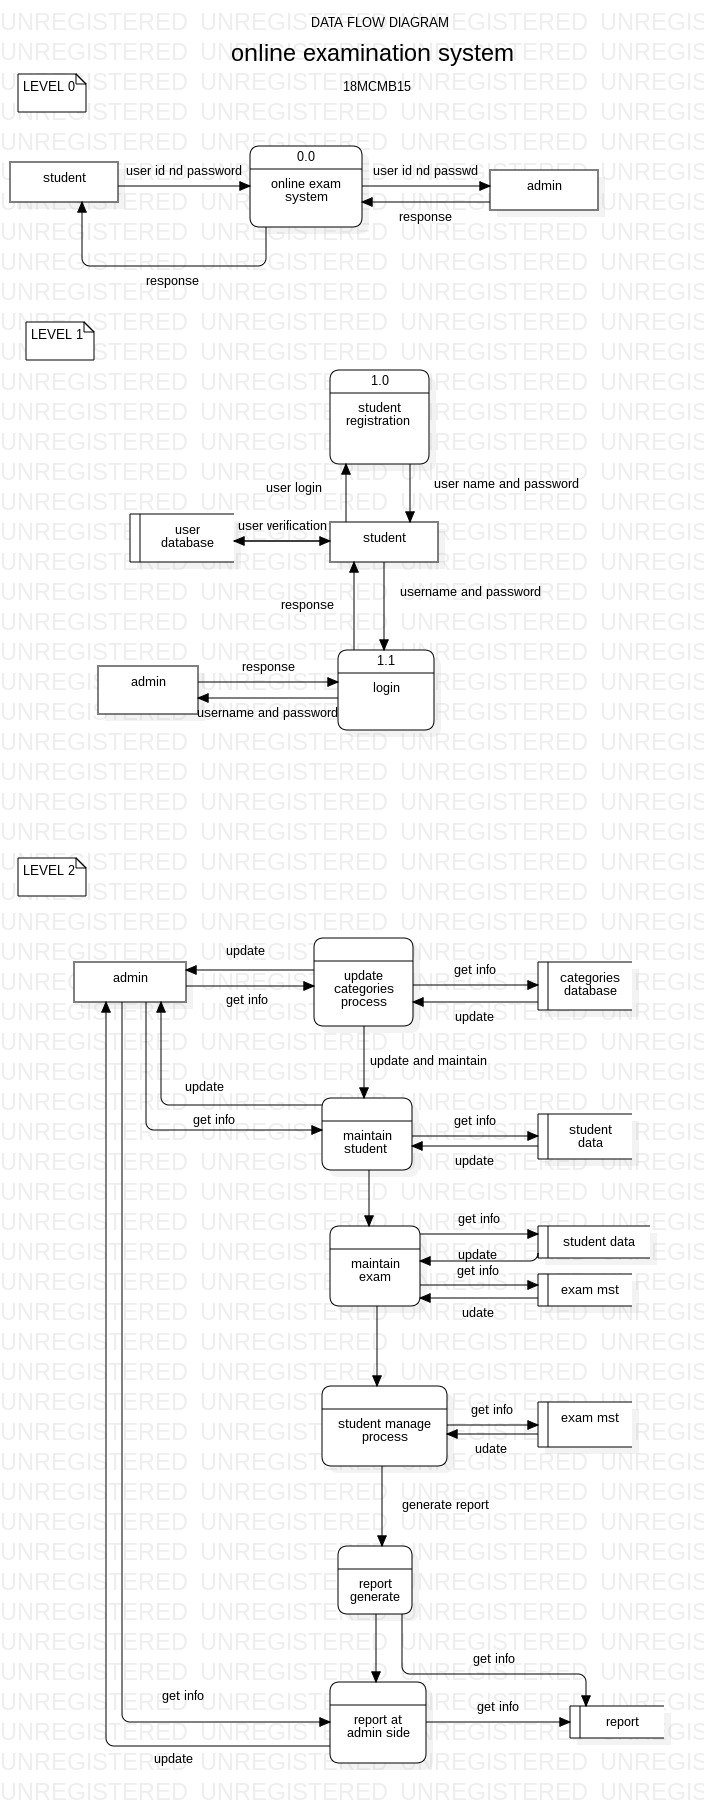 DATA FLOW DIAGRAM
online examination system
18MCMB15
LEVEL 0
student
user id nd password
0.0
online exam
system
user id nd passwd
admin
response
response
LEVEL 1
1.0
student
registration
user login
user name and password
user
database
user verification
student
response
username and password
admin
response
1.1
login
username and password
LEVEL 2
admin
update
get info
update
categories
process
get info
update
categories
database
update and maintain
update
get info
maintain
student
get info
update
student
data
maintain
exam
get info
update
student data
get info
udate
exam mst
student manage
process
get info
udate
exam mst
generate report
report
generate
get info
get info
report at
admin side
get info
report
update
UNREGISTERED